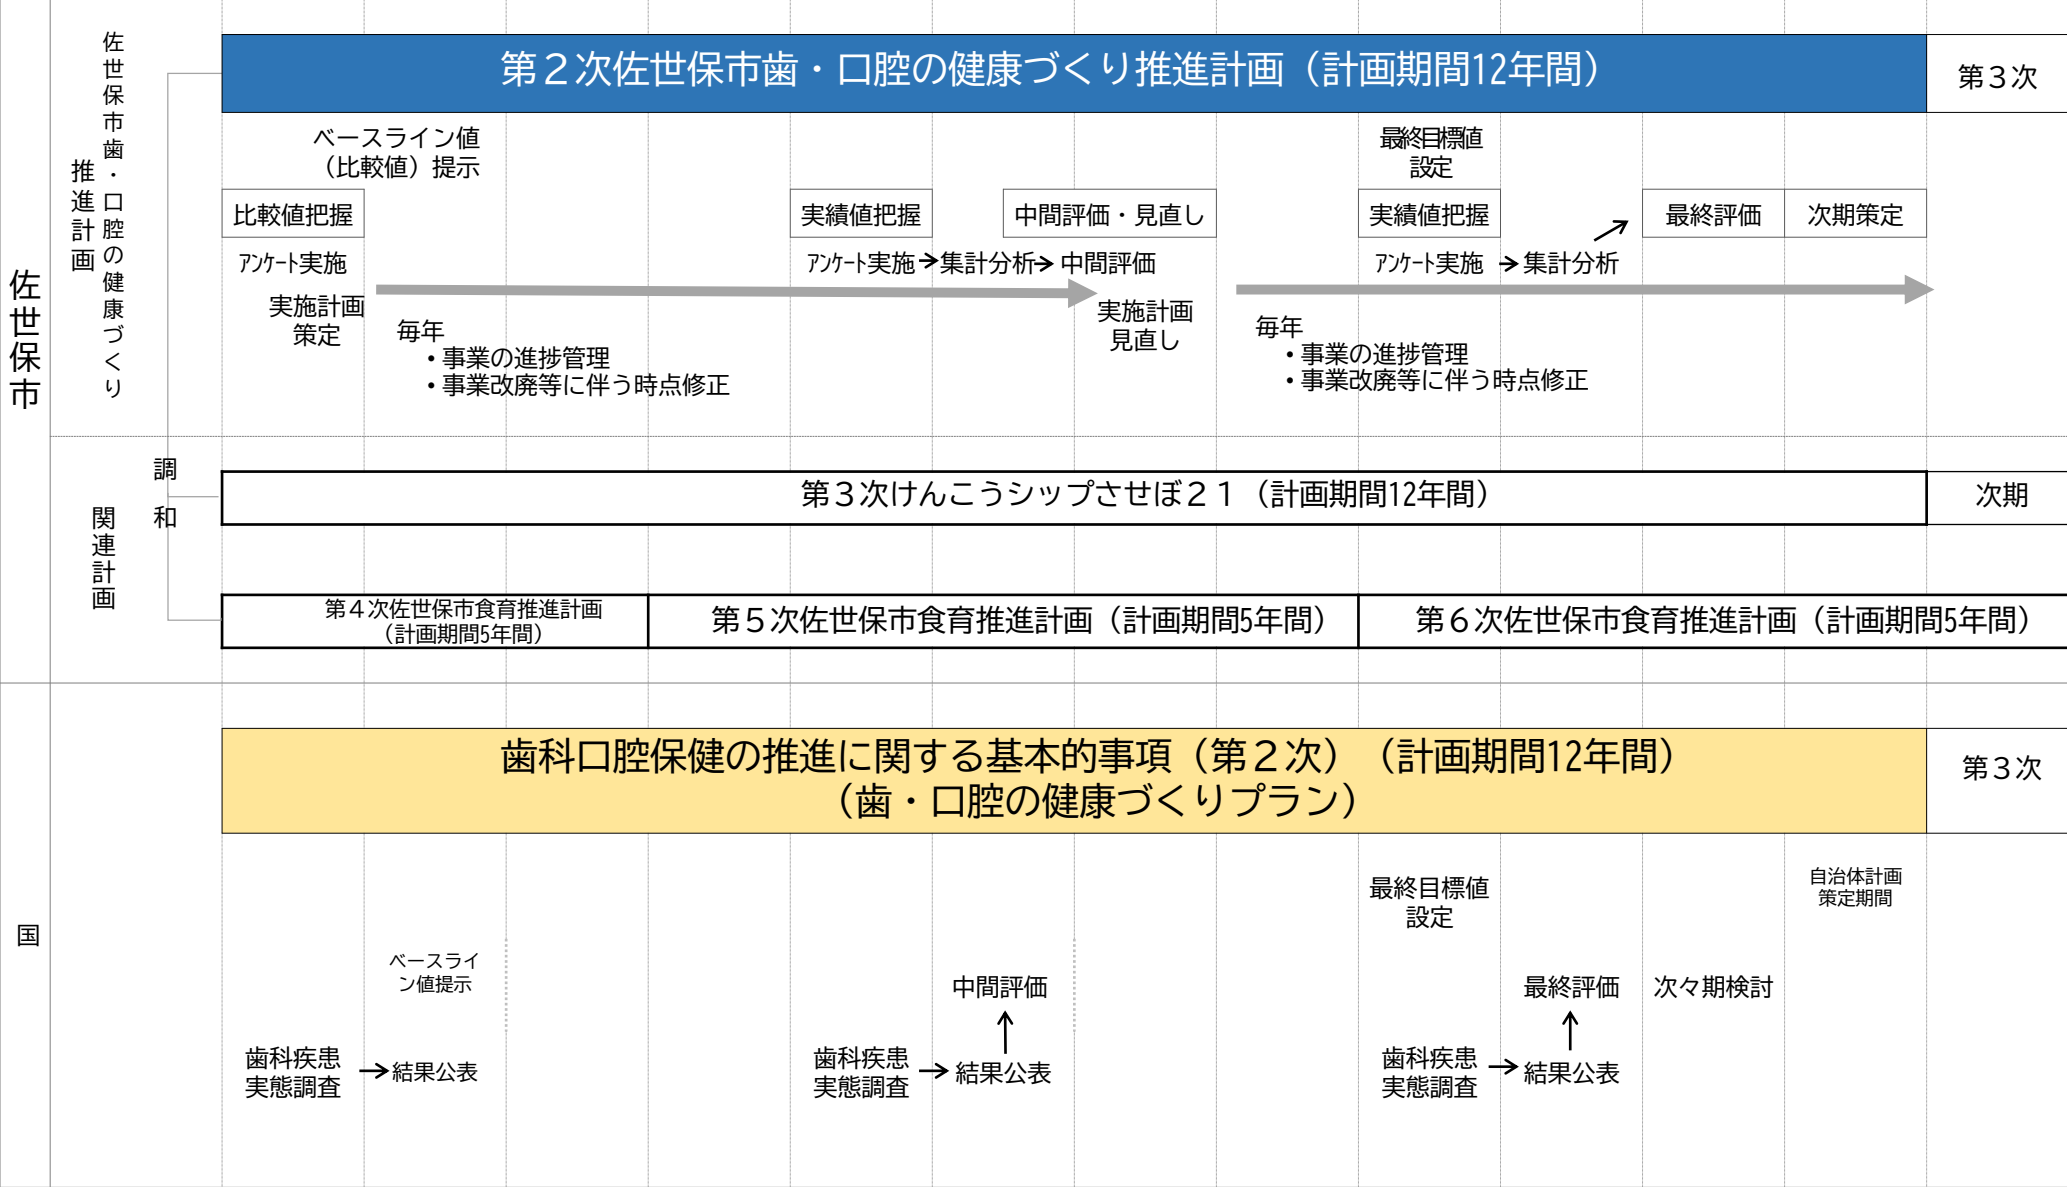 佐世保市
佐世保市歯・口腔の健康づくり
推進計画
第２次佐世保市歯・口腔の健康づくり推進計画（計画期間12年間）
第３次
ベースライン値
（比較値）提示
最終目標値
設定
比較値把握
実績値把握
中間評価・見直し
実績値把握
最終評価
次期策定
ｱﾝｹｰﾄ実施
ｱﾝｹｰﾄ実施
集計分析
中間評価
ｱﾝｹｰﾄ実施
集計分析
実施計画
策定
毎年
・事業の進捗管理
・事業改廃等に伴う時点修正
実施計画
見直し
毎年
・事業の進捗管理
・事業改廃等に伴う時点修正
調和
関連計画
第３次けんこうシップさせぼ２１（計画期間12年間）
次期
第４次佐世保市食育推進計画
（計画期間5年間）
第５次佐世保市食育推進計画（計画期間5年間）
第６次佐世保市食育推進計画（計画期間5年間）
国
歯科口腔保健の推進に関する基本的事項（第２次）（計画期間12年間）
（歯・口腔の健康づくりプラン）
第３次
自治体計画
策定期間
最終目標値
設定
ベースライ
ン値提示
中間評価
最終評価
次々期検討
歯科疾患
実態調査
結果公表
歯科疾患
実態調査
結果公表
歯科疾患
実態調査
結果公表